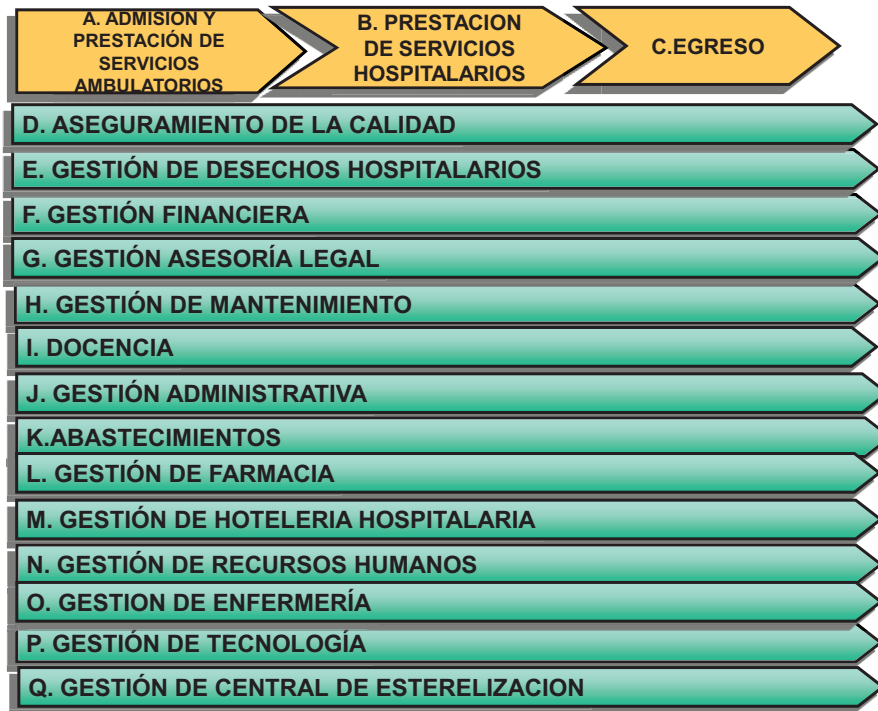 A. ADMISION Y
PRESTACIÓN DE
SERVICIOS
AMBULATORIOS
B. PRESTACION
DE SERVICIOS
HOSPITALARIOS
C.EGRESO
D. ASEGURAMIENTO DE LA CALIDAD
E. GESTIÓN DE DESECHOS HOSPITALARIOS
F. GESTIÓN FINANCIERA
G. GESTIÓN ASESORÍA LEGAL
H. GESTIÓN DE MANTENIMIENTO
I. DOCENCIA
J. GESTIÓN ADMINISTRATIVA
K.ABASTECIMIENTOS
L. GESTIÓN DE FARMACIA
M. GESTIÓN DE HOTELERIA HOSPITALARIA
N. GESTIÓN DE RECURSOS HUMANOS
O. GESTION DE ENFERMERÍA
P. GESTIÓN DE TECNOLOGÍA
Q. GESTIÓN DE CENTRAL DE ESTERELIZACION